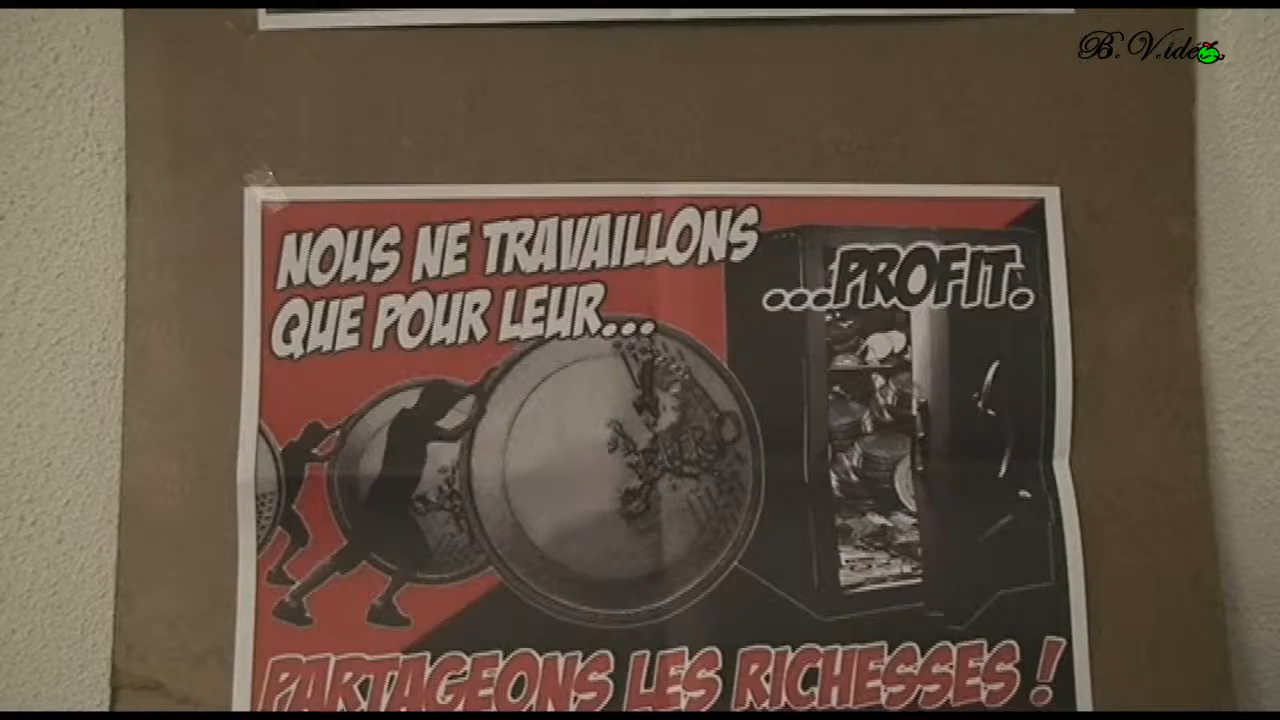 B. V.idéo
NOUS NE TRAVAILLONS
QUE POUR LEUR...
...PROFIT.
PARTAGEONS LES RICHESSES !